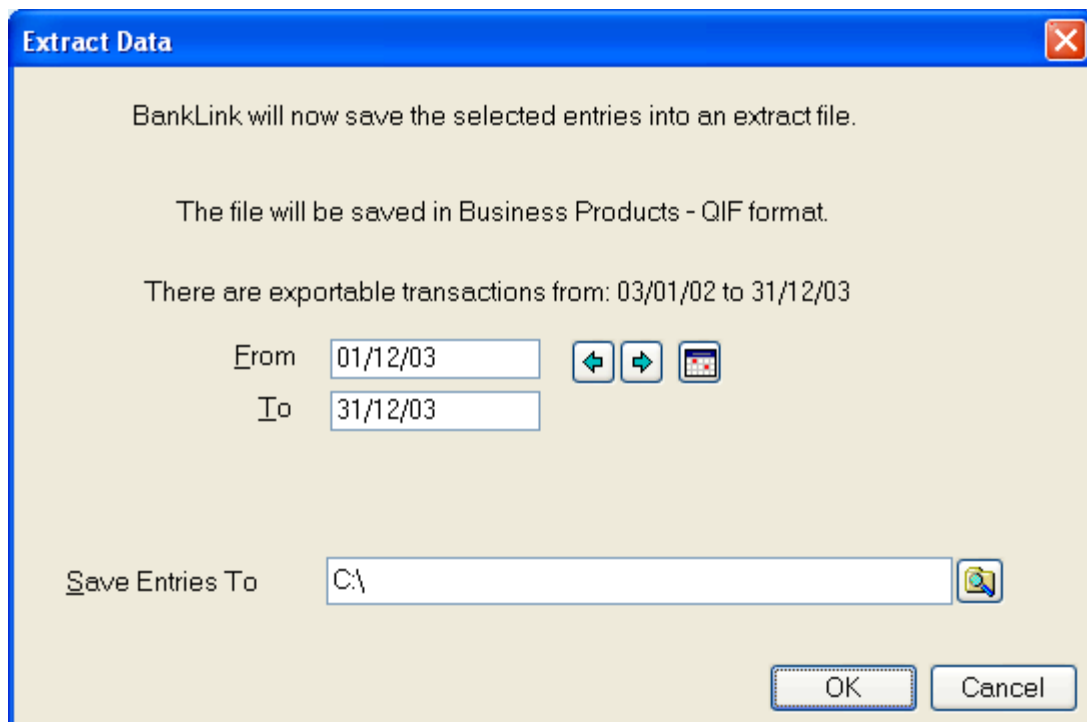 Extract Data
BankLink will now save the selected entries into an extract file.
The file will be saved in Business Products - QIF format.
There are exportable transactions from: 03/01/02 to 31/12/03
From 01/12/03
To 31/12/03
Save Entries To C:\
OK Cancel